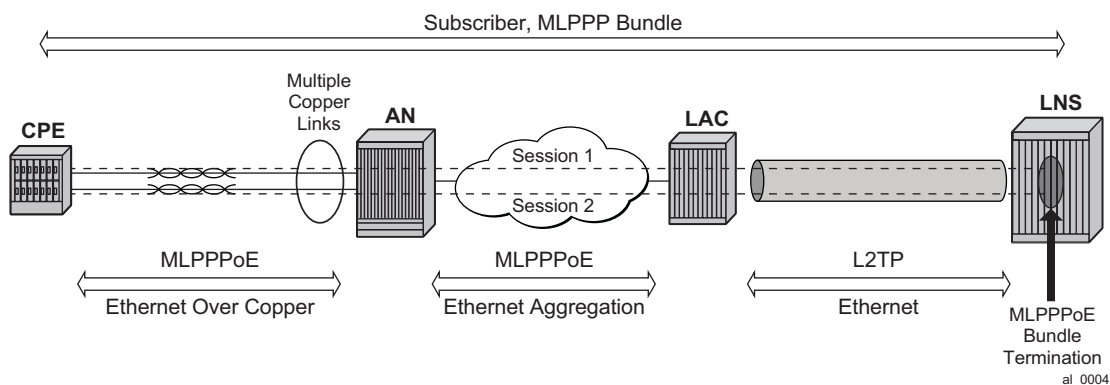 Subscriber, MLPPP Bundle
Multiple
Copper
Links
CPE
AN
LAC
LNS
Session 1
Session 2
MLPPPoE
Ethernet Over Copper
MLPPPoE
Ethernet Aggregation
L2TP
Ethernet
MLPPPoE
Bundle
Termination
al_0004